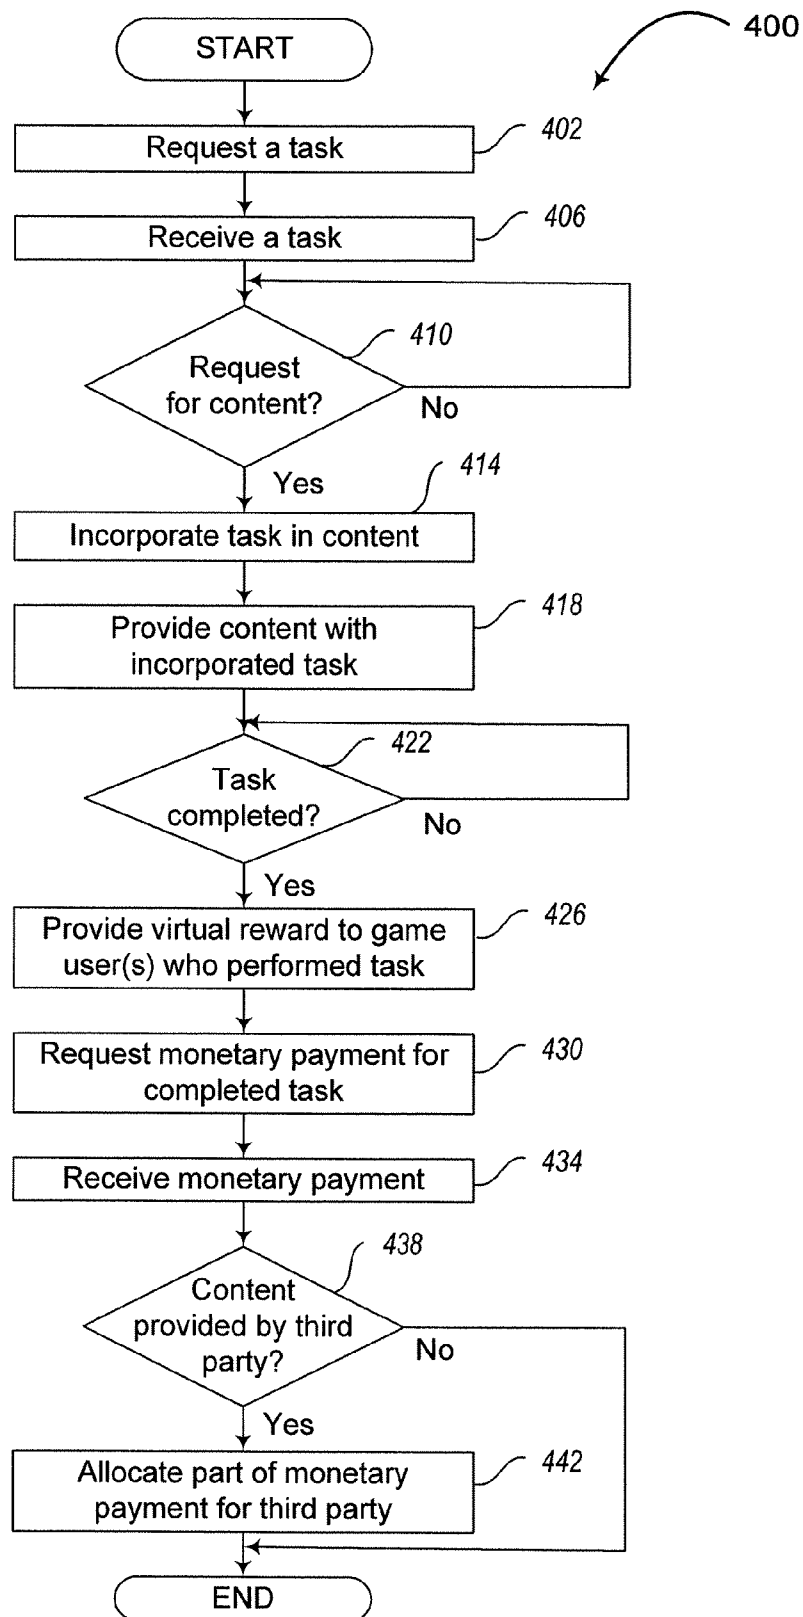 400
START
Request a task
402
Receive a task
406
Request
for content?
410
No
Yes
Incorporate task in content
414
Provide content with
incorporated task
418
Task
completed?
422
No
Yes
Provide virtual reward to game
user(s) who performed task
426
Request monetary payment for
completed task
430
Receive monetary payment
434
Content
provided by third
party?
438
No
Yes
Allocate part of monetary
payment for third party
442
END